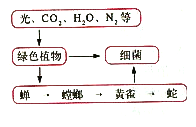 光、CO₂、H₂O、N₂等
绿色植物 → 细菌
蝉 · 螳螂 → 黄雀 → 蛇